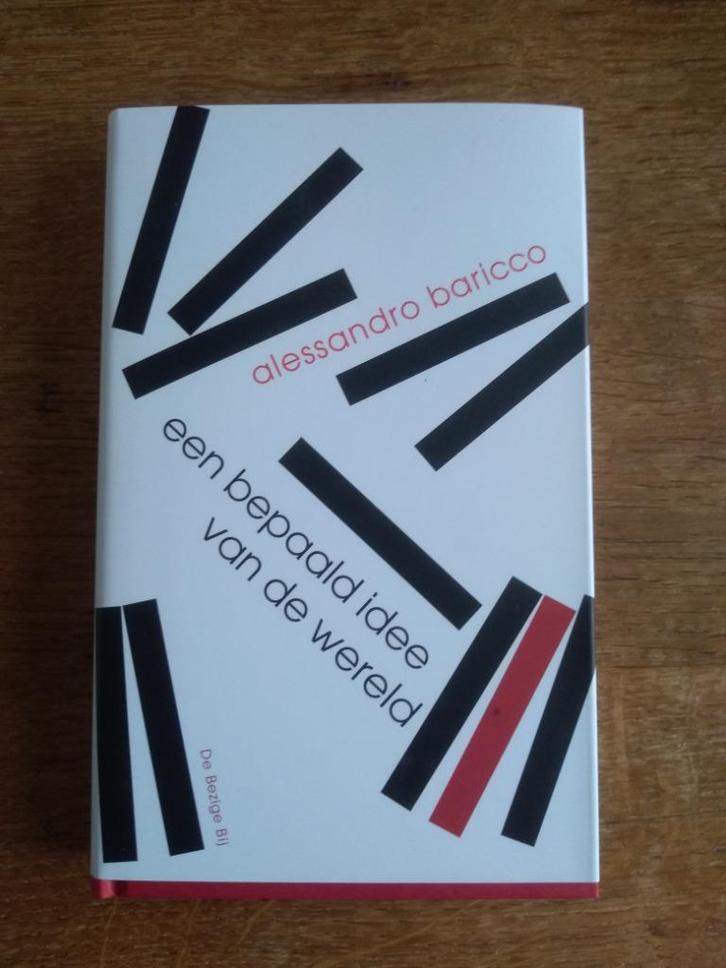 alessandro baricco
een bepaald idee
van de wereld
De Bezige Bij